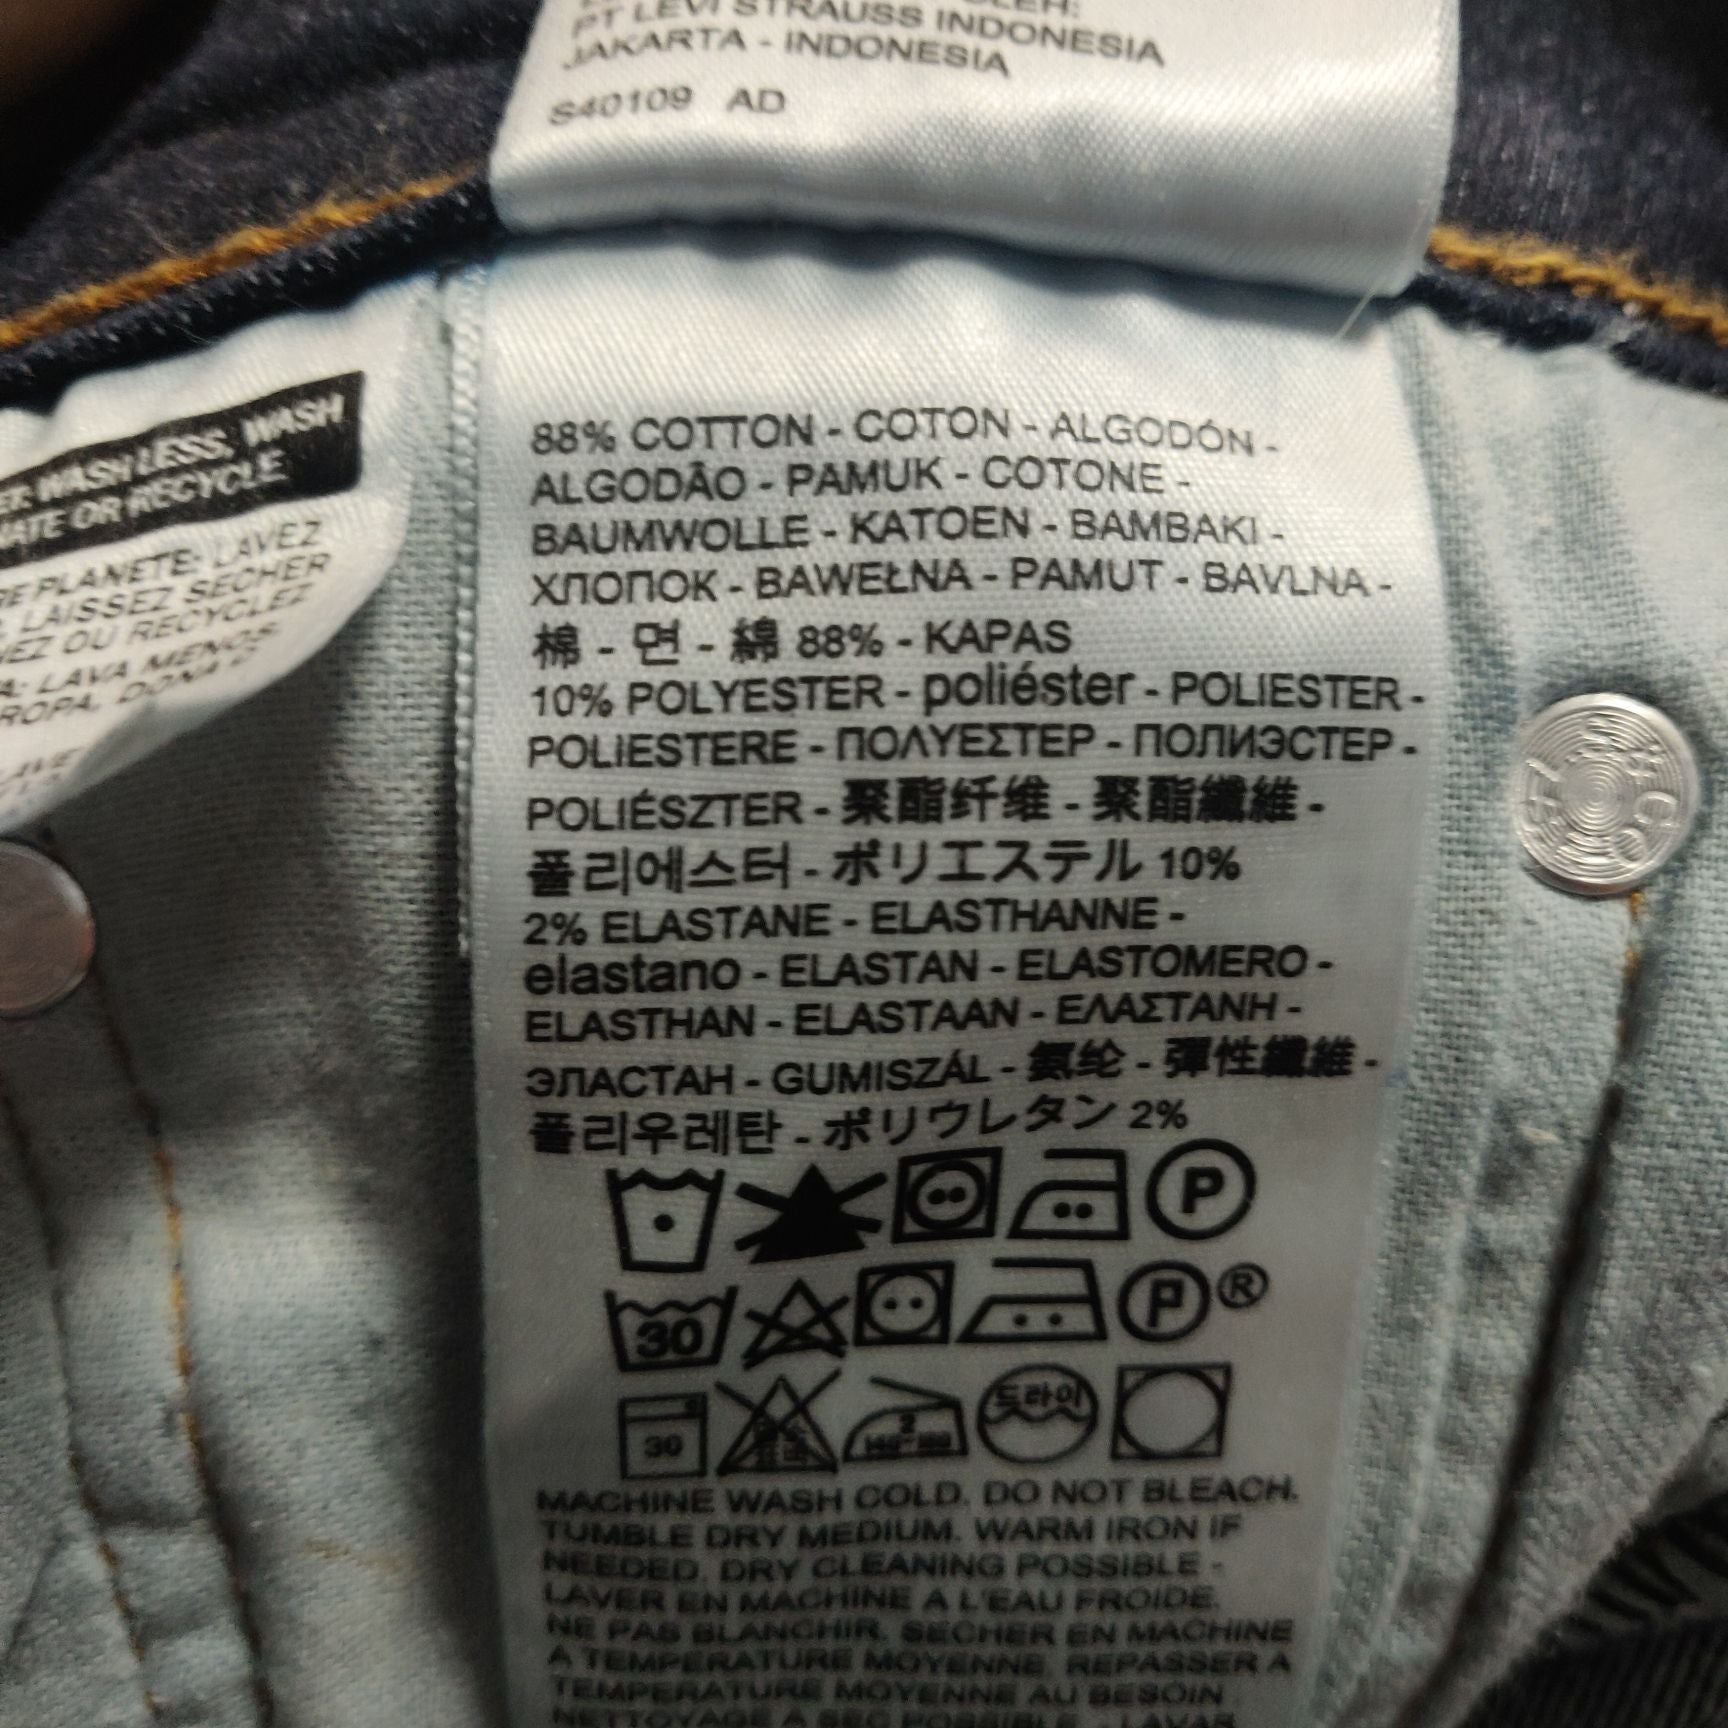 PT LEVI STRAUSS INDONESIA
JAKARTA - INDONESIA
S40109 AD
WASH LESS, WASH
OR RECYCLE
PLANETE: LAVEZ
LAISSEZ SECHER
OU RECYCLEZ
LAVA MENOS,
DONA O
88% COTTON - COTON - ALGODÓN -
ALGODÃO - PAMUK - COTONE -
BAUMWOLLE - KATOEN - BAMBAKI -
ХЛОПОК - BAWEŁNA - PAMUT - BAVLNA -
棉 - 면 - 綿 88% - KAPAS
10% POLYESTER - poliéster - POLIESTER -
POLIESTERE - ΠΟΛΥΕΣΤΕΡ - ПОЛИЭСТЕР -
POLIÉSZTER - 聚酯纤维 - 聚酯纖維 -
폴리에스터 - ポリエステル 10%
2% ELASTANE - ELASTHANNE -
elastano - ELASTAN - ELASTOMERO -
ELASTHAN - ELASTAAN - ΕΛΑΣΤΑΝΗ -
ЭЛАСТАН - GUMISZÁL - 氨纶 - 彈性纖維 -
폴리우레탄 - ポリウレタン 2%
P
30 P ®
30 2 드라이
MACHINE WASH COLD. DO NOT BLEACH.
TUMBLE DRY MEDIUM. WARM IRON IF
NEEDED. DRY CLEANING POSSIBLE -
LAVER EN MACHINE A L'EAU FROIDE.
NE PAS BLANCHIR. SECHER EN MACHINE
A TEMPERATURE MOYENNE. REPASSER A
TEMPERATURE MOYENNE AU BESOIN.
NETTOYAGE A SEC POSSIBLE - LAVAR